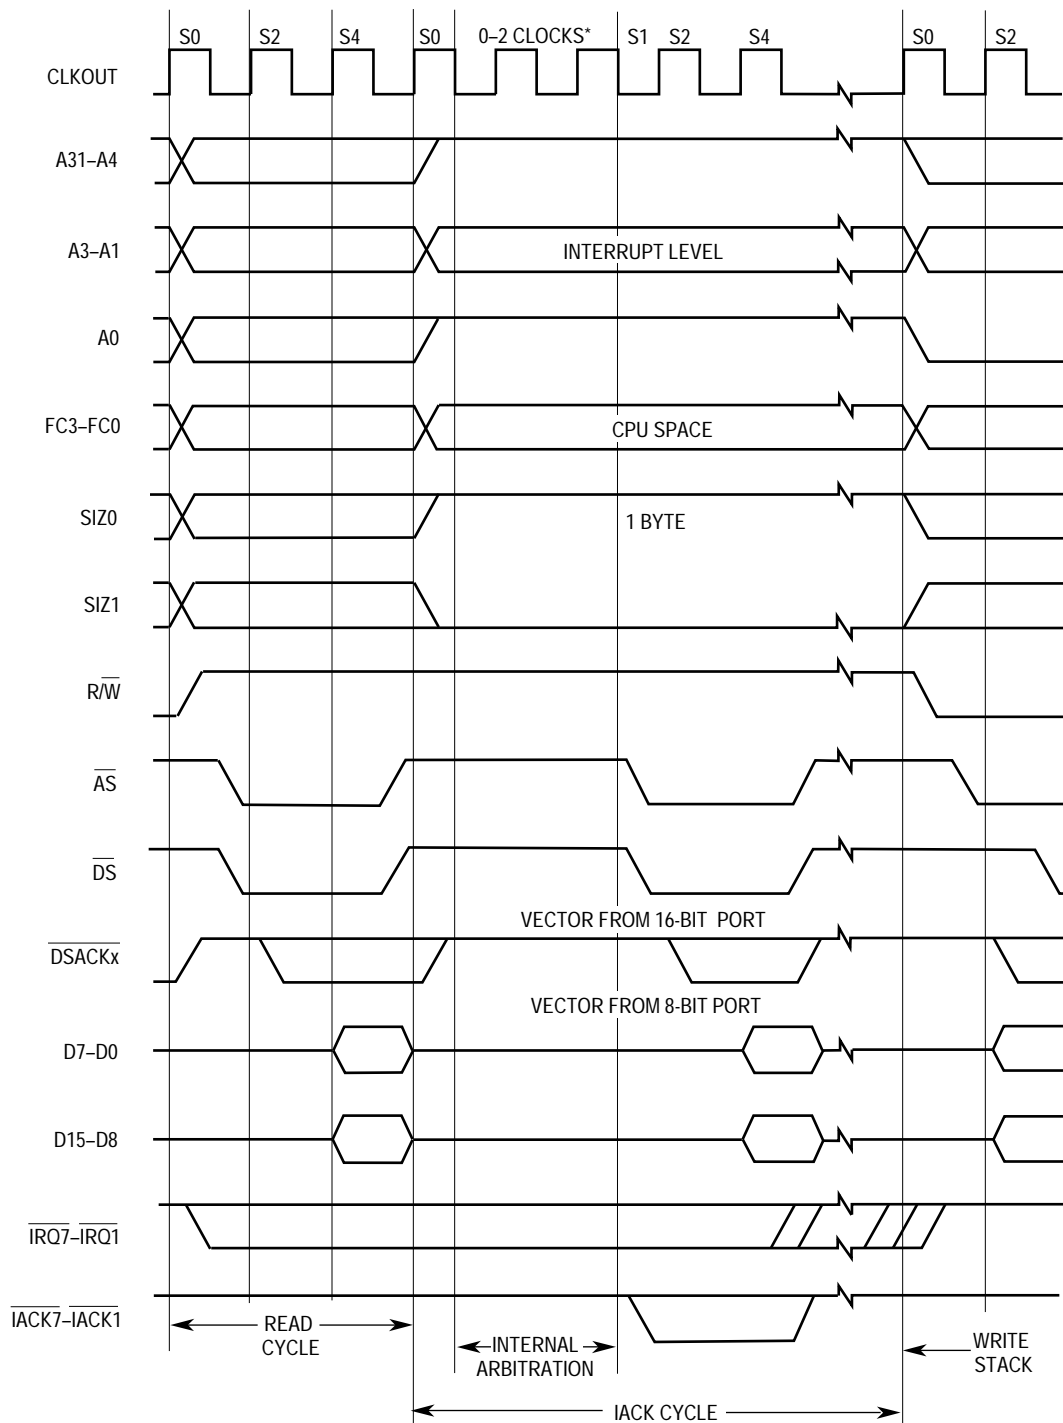 S0 S2 S4 S0 0–2 CLOCKS* S1 S2 S4 S0 S2
CLKOUT
A31–A4
A3–A1
INTERRUPT LEVEL
A0
FC3–FC0
CPU SPACE
SIZ0
1 BYTE
SIZ1
R/W
AS
DS
VECTOR FROM 16-BIT PORT
DSACKx
VECTOR FROM 8-BIT PORT
D7–D0
D15–D8
IRQ7–IRQ1
IACK7–IACK1
READ
CYCLE
INTERNAL
ARBITRATION
WRITE
STACK
IACK CYCLE